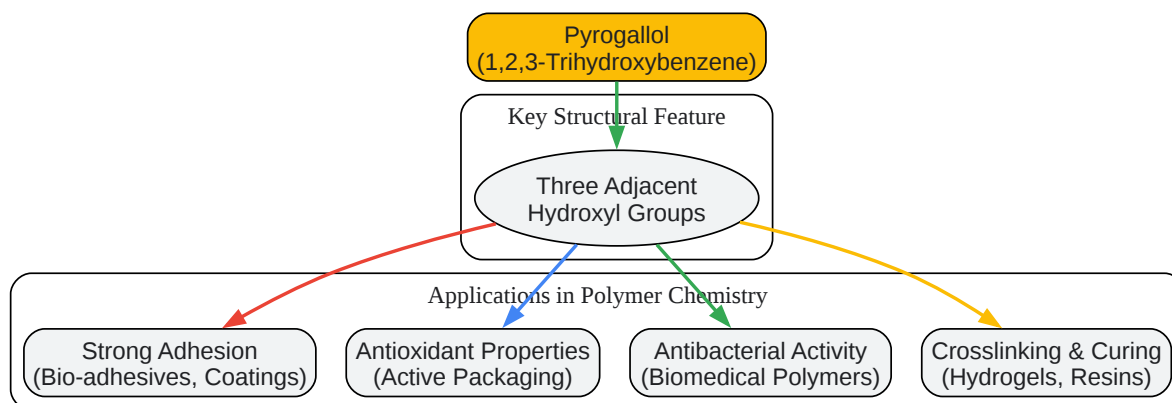 Pyrogallol
(1,2,3-Trihydroxybenzene)
Key Structural Feature
Three Adjacent
Hydroxyl Groups
Applications in Polymer Chemistry
Strong Adhesion
(Bio-adhesives, Coatings)
Antioxidant Properties
(Active Packaging)
Antibacterial Activity
(Biomedical Polymers)
Crosslinking & Curing
(Hydrogels, Resins)